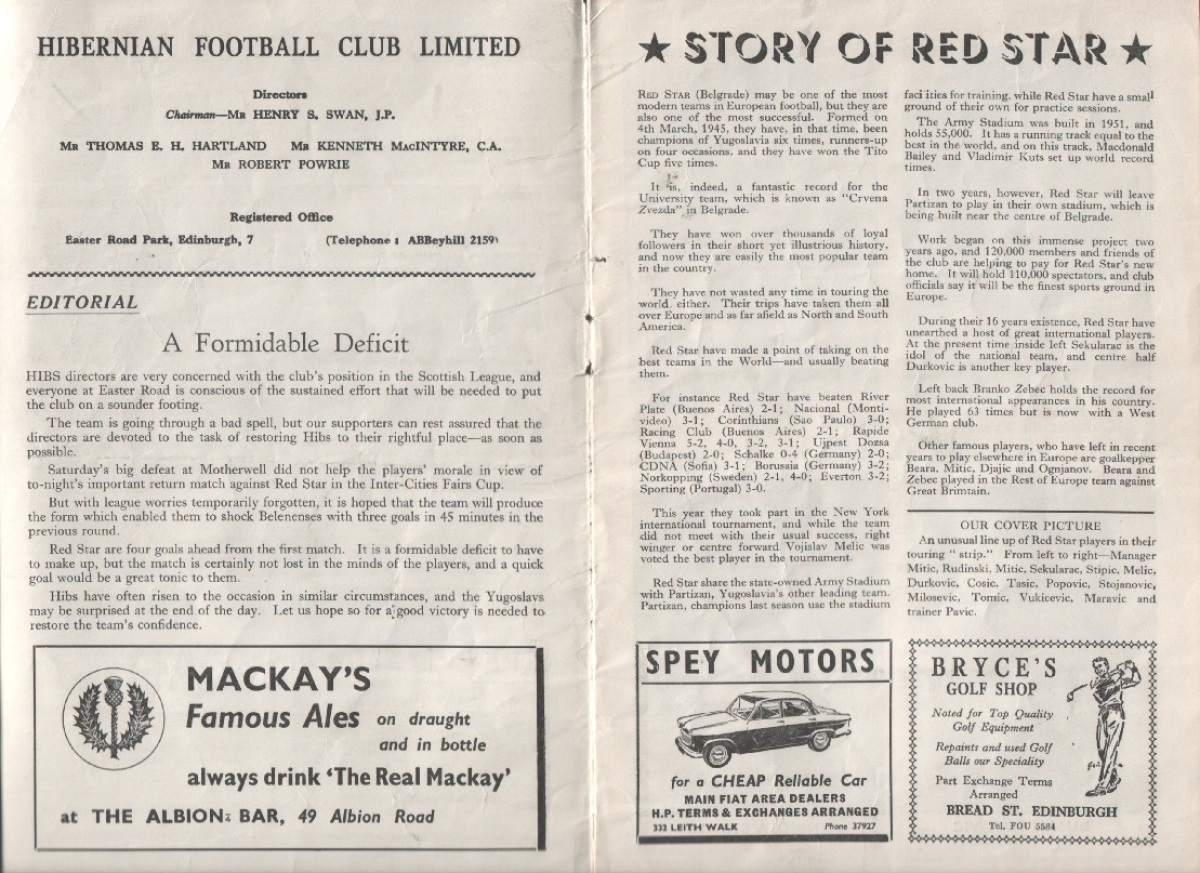 HIBERNIAN FOOTBALL CLUB LIMITED
Directors
Chairman—MR HENRY S. SWAN, J.P.
MR THOMAS E. H. HARTLAND MR KENNETH MacINTYRE, C.A.
MR ROBERT POWRIE
Registered Office
Easter Road Park, Edinburgh, 7 (Telephone : ABBeyhill 2159)
EDITORIAL
A Formidable Deficit
HIBS directors are very concerned with the club's position in the Scottish League, and
everyone at Easter Road is conscious of the sustained effort that will be needed to put
the club on a sounder footing.
The team is going through a bad spell, but our supporters can rest assured that the
directors are devoted to the task of restoring Hibs to their rightful place—as soon as
possible.
Saturday's big defeat at Motherwell did not help the players' morale in view of
to-night's important return match against Red Star in the Inter-Cities Fairs Cup.
But with league worries temporarily forgotten, it is hoped that the team will produce
the form which enabled them to shock Belenenses with three goals in 45 minutes in the
previous round.
Red Star are four goals ahead from the first match. It is a formidable deficit to have
to make up, but the match is certainly not lost in the minds of the players, and a quick
goal would be a great tonic to them.
Hibs have often risen to the occasion in similar circumstances, and the Yugoslavs
may be surprised at the end of the day. Let us hope so for a good victory is needed to
restore the team's confidence.
MACKAY'S
Famous Ales on draught
and in bottle
always drink 'The Real Mackay'
at THE ALBION BAR, 49 Albion Road
★ STORY OF RED STAR ★
RED STAR (Belgrade) may be one of the most
modern teams in European football, but they are
also one of the most successful. Formed on
4th March, 1945, they have, in that time, been
champions of Yugoslavia six times, runners-up
on four occasions, and they have won the Tito
Cup five times.
It is, indeed, a fantastic record for the
University team, which is known as "Crvena
Zvezda" in Belgrade.
They have won over thousands of loyal
followers in their short yet illustrious history,
and now they are easily the most popular team
in the country.
They have not wasted any time in touring the
world either. Their trips have taken them all
over Europe and as far afield as North and South
America.
Red Star have made a point of taking on the
best teams in the World—and usually beating
them.
For instance Red Star have beaten River
Plate (Buenos Aires) 2-1; Nacional (Monti-
video) 3-1; Corinthians (Sao Paulo) 3-0;
Racing Club (Buenos Aires) 2-1; Rapide
Vienna 5-2, 4-0, 3-2, 3-1; Ujpest Dozsa
(Budapest) 2-0; Schalke 0-4 (Germany) 2-0;
CDNA (Sofia) 3-1; Borussia (Germany) 3-2;
Norkopping (Sweden) 2-1, 4-0; Everton 3-2;
Sporting (Portugal) 3-0.
This year they took part in the New York
international tournament, and while the team
did not meet with their usual success, right
winger or centre forward Vojislav Melic was
voted the best player in the tournament.
Red Star share the state-owned Army Stadium
with Partizan, Yugoslavia's other leading team.
Partizan, champions last season use the stadium
faci ities for training, while Red Star have a small
ground of their own for practice sessions.
The Army Stadium was built in 1951, and
holds 55,000. It has a running track equal to the
best in the world, and on this track, Macdonald
Bailey and Vladimir Kuts set up world record
times.
In two years, however, Red Star will leave
Partizan to play in their own stadium, which is
being built near the centre of Belgrade.
Work began on this immense project two
years ago, and 120,000 members and friends of
the club are helping to pay for Red Star's new
home. It will hold 110,000 spectators, and club
officials say it will be the finest sports ground in
Europe.
During their 16 years existence, Red Star have
unearthed a host of great international players.
At the present time inside left Sekularac is the
idol of the national team, and centre half
Durkovic is another key player.
Left back Branko Zebec holds the record for
most international appearances in his country.
He played 63 times but is now with a West
German club.
Other famous players, who have left in recent
years to play elsewhere in Europe are goalkepper
Beara, Mitic, Djajic and Ognjanov. Beara and
Zebec played in the Rest of Europe team against
Great Brimtain.
OUR COVER PICTURE
An unusual line up of Red Star players in their
touring " strip." From left to right—Manager
Mitic, Rudinski, Mitic, Sekularac, Stipic, Melic,
Durkovic, Cosic, Tasic, Popovic, Stojanovic,
Milosevic, Tomic, Vukicevic, Maravic and
trainer Pavic.
SPEY MOTORS
for a CHEAP Reliable Car
MAIN FIAT AREA DEALERS
H.P. TERMS & EXCHANGES ARRANGED
332 LEITH WALK Phone 37927
BRYCE'S
GOLF SHOP
Noted for Top Quality
Golf Equipment
Repaints and used Golf
Balls our Speciality
Part Exchange Terms
Arranged
BREAD ST. EDINBURGH
Tel. FOU 5584